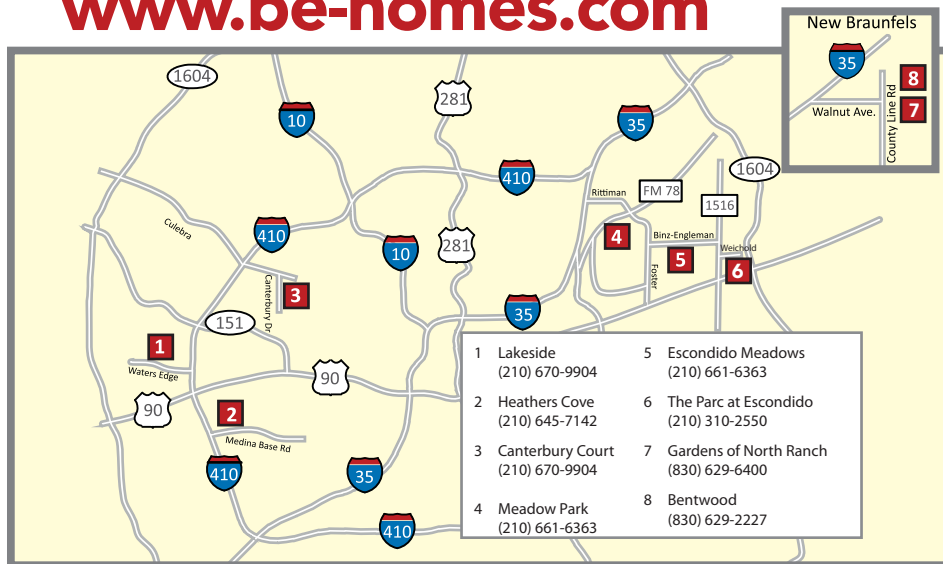 www.be-homes.com
New Braunfels
35
8
7
Walnut Ave.
County Line Rd
1604
10
281
35
410
1604
Rittiman
FM 78
1516
Culebra
410
10
281
4
Binz-Engleman
5
Weichold
6
Foster
Canterbury Dr
3
35
151
1
Waters Edge
90
90
2
Medina Base Rd
410
35
410
1 Lakeside
(210) 670-9904
2 Heathers Cove
(210) 645-7142
3 Canterbury Court
(210) 670-9904
4 Meadow Park
(210) 661-6363
5 Escondido Meadows
(210) 661-6363
6 The Parc at Escondido
(210) 310-2550
7 Gardens of North Ranch
(830) 629-6400
8 Bentwood
(830) 629-2227